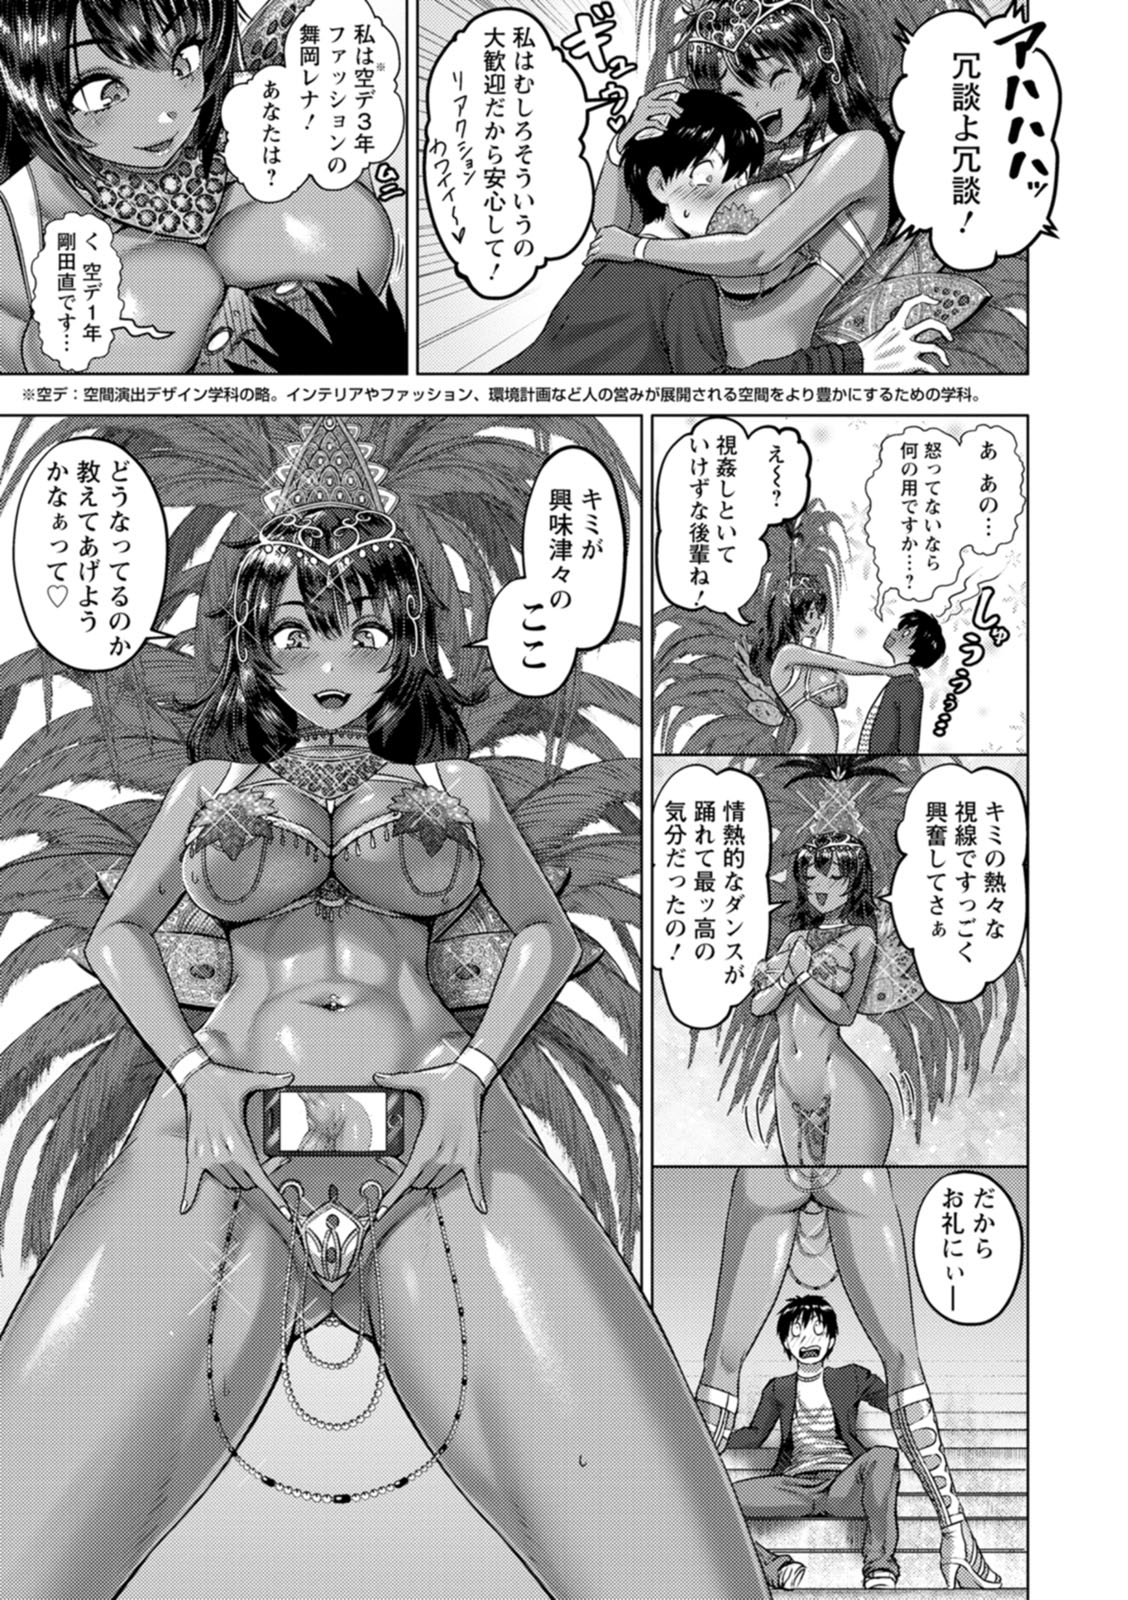 アハハハッ
冗談よ冗談！
ギュウゥ♡
私はむしろそういうの
大歓迎だから安心して！
リアクション
カワイイ～♡
私は空デ※３年
ファッションの
舞岡レナ！
あなたは？
ムニ
く 空デ１年
剛田直です…
※空デ：空間演出デザイン学科の略。インテリアやファッション、環境計画など人の営みが展開される空間をより豊かにするための学科。
あ あの…
怒ってないなら
何の用ですか…？
しゅうぅぅ…
え～？
視姦しといて
いけずな後輩ね！
キミの熱々な
視線ですっごく
興奮してさぁ
情熱的なダンスが
踊れて最ッ高の
気分だったの！
だから
お礼にぃー
キミが
興味津々の
ここ
どうなってるのか
教えてあげよう
かなぁって♡